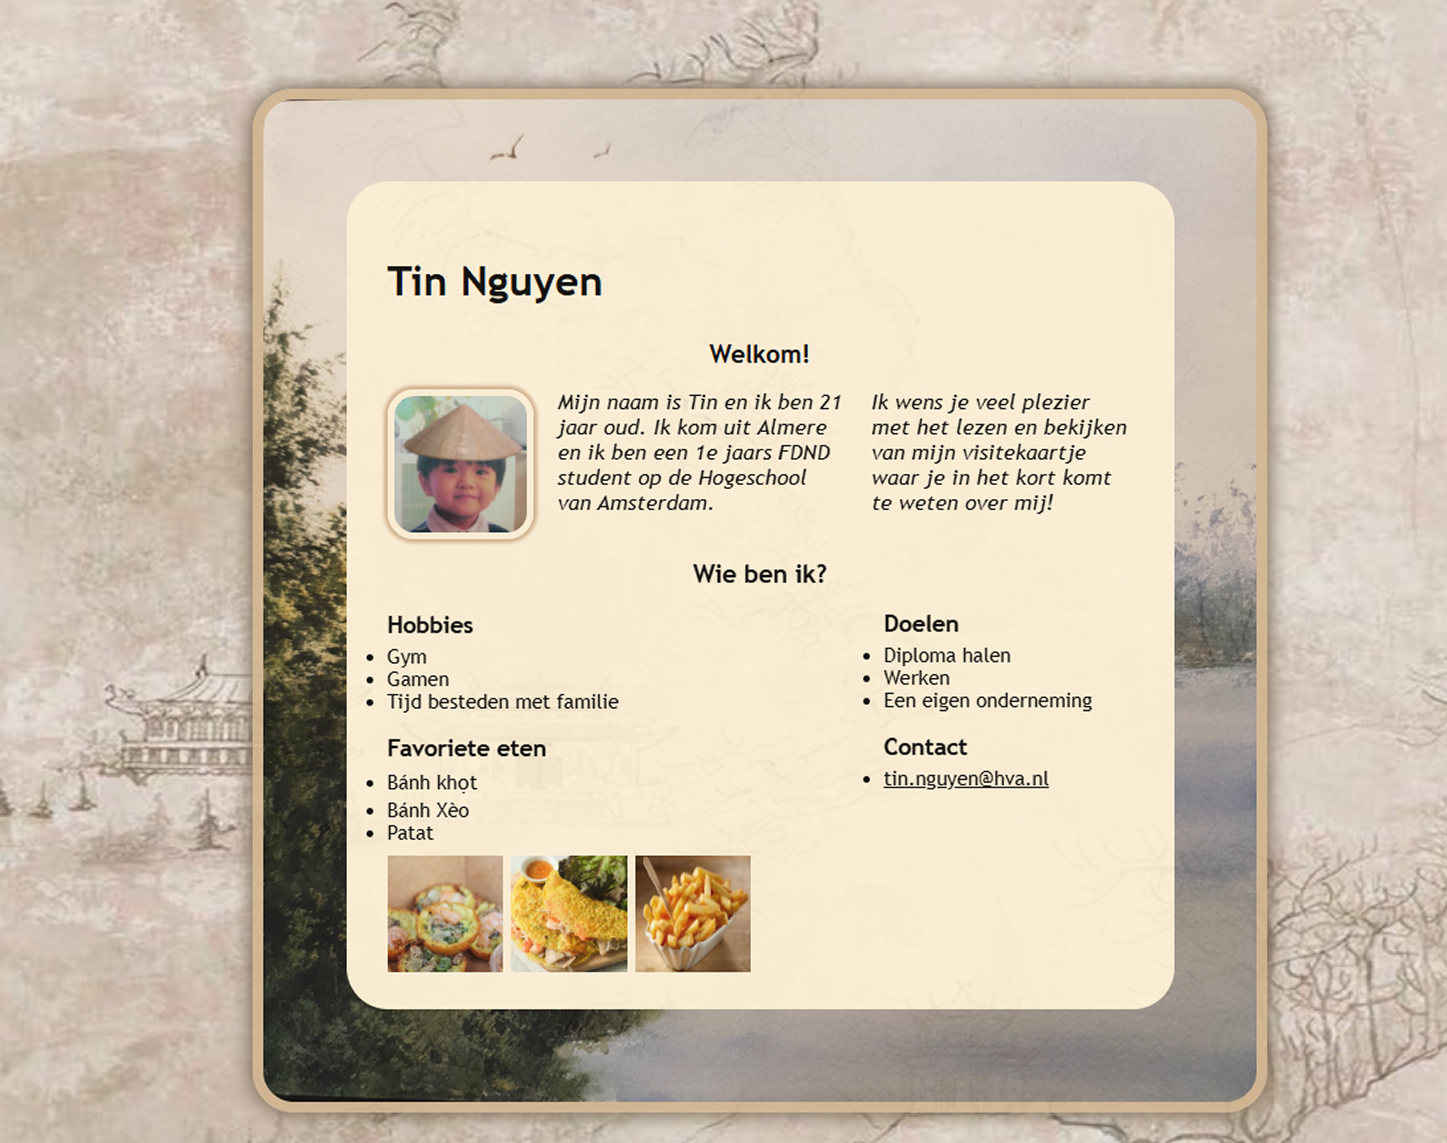 Tin Nguyen
Welkom!
Mijn naam is Tin en ik ben 21
jaar oud. Ik kom uit Almere
en ik ben een 1e jaars FDND
student op de Hogeschool
van Amsterdam.
Ik wens je veel plezier
met het lezen en bekijken
van mijn visitekaartje
waar je in het kort komt
te weten over mij!
Wie ben ik?
Hobbies
• Gym
• Gamen
• Tijd besteden met familie
Favoriete eten
• Bánh khọt
• Bánh Xèo
• Patat
Doelen
• Diploma halen
• Werken
• Een eigen onderneming
Contact
• tin.nguyen@hva.nl